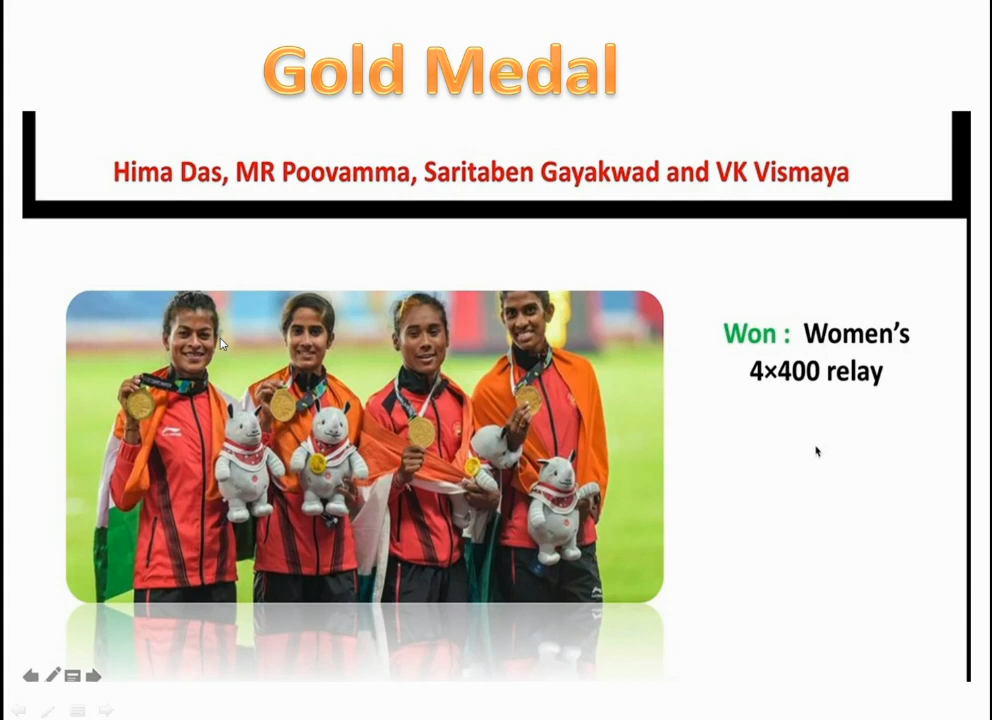 Gold Medal
Hima Das, MR Poovamma, Saritaben Gayakwad and VK Vismaya
Won : Women's
4×400 relay